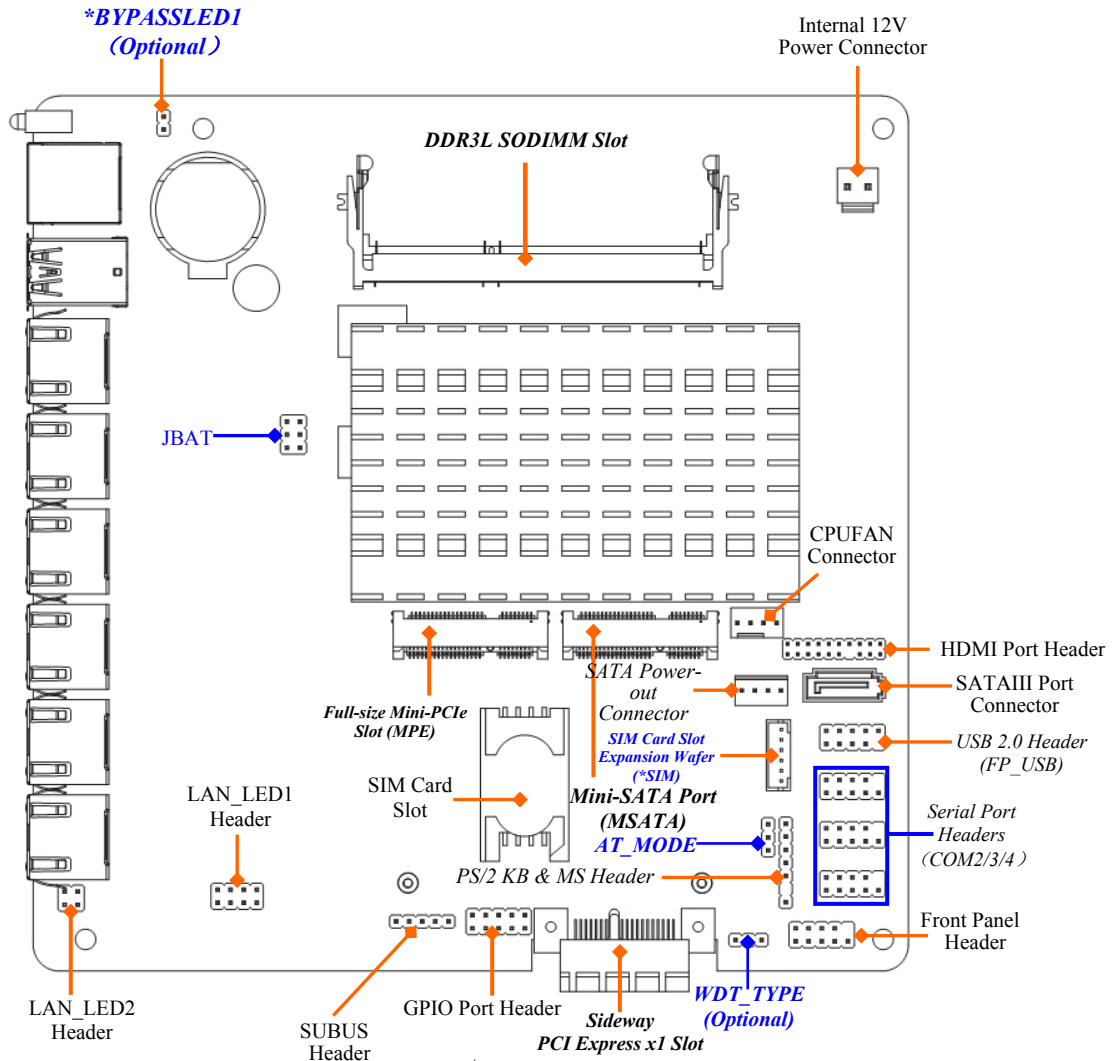 *BYPASSLED1
（Optional）
Internal 12V
Power Connector
DDR3L SODIMM Slot
JBAT
CPUFAN
Connector
HDMI Port Header
SATA Power-
out
Connector
SATAIII Port
Connector
Full-size Mini-PCIe
Slot (MPE)
SIM Card Slot
Expansion Wafer
(*SIM)
USB 2.0 Header
(FP_USB)
LAN_LED1
Header
SIM Card
Slot
Mini-SATA Port
(MSATA)
AT_MODE
Serial Port
Headers
（COM2/3/4）
PS/2 KB & MS Header
Front Panel
Header
LAN_LED2
Header
SUBUS
Header
GPIO Port Header
Sideway
PCI Express x1 Slot
WDT_TYPE
(Optional)